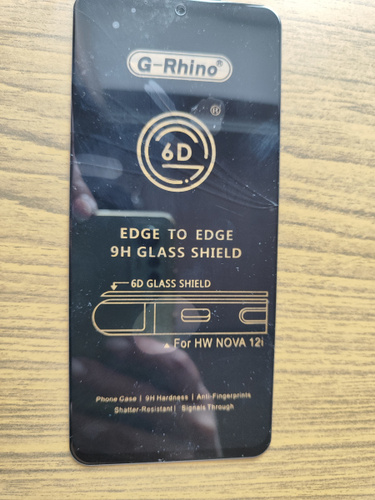 G-Rhino®
®
6D
EDGE TO EDGE
9H GLASS SHIELD
6D GLASS SHIELD
▲ For HW NOVA 12i
Phone Case | 9H Hardness | Anti-Fingerprints
Shatter-Resistant | Signals Through